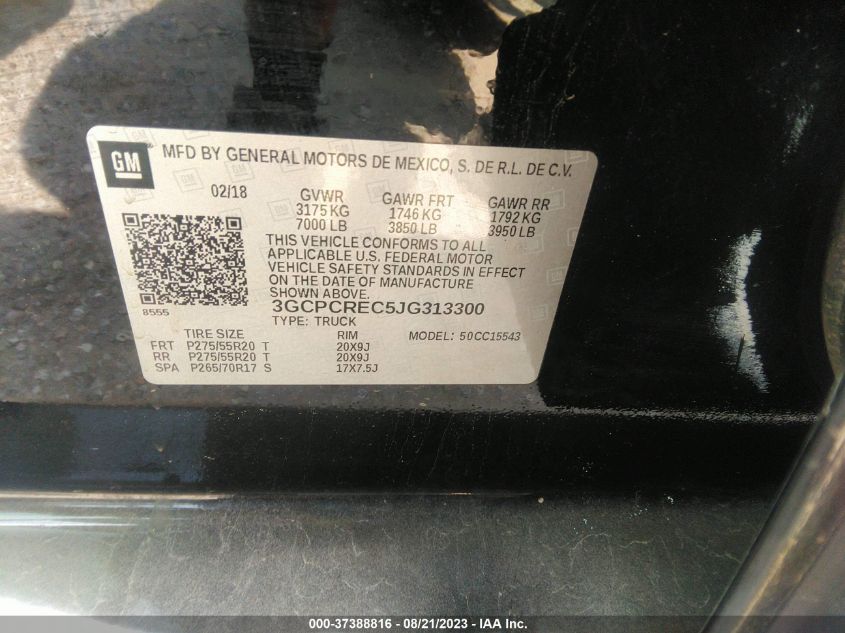 GM
MFD BY GENERAL MOTORS DE MEXICO, S. DE R.L. DE C.V.
02/18 GVWR GAWR FRT GAWR RR
3175 KG 1746 KG 1792 KG
7000 LB 3850 LB 3950 LB
THIS VEHICLE CONFORMS TO ALL
APPLICABLE U.S. FEDERAL MOTOR
VEHICLE SAFETY STANDARDS IN EFFECT
ON THE DATE OF MANUFACTURE
SHOWN ABOVE.
8555 3GCPCREC5JG313300
TYPE: TRUCK
TIRE SIZE RIM MODEL: 50CC15543
FRT P275/55R20 T 20X9J
RR P275/55R20 T 20X9J
SPA P265/70R17 S 17X7.5J
000-37388816 - 08/21/2023 - IAA Inc.